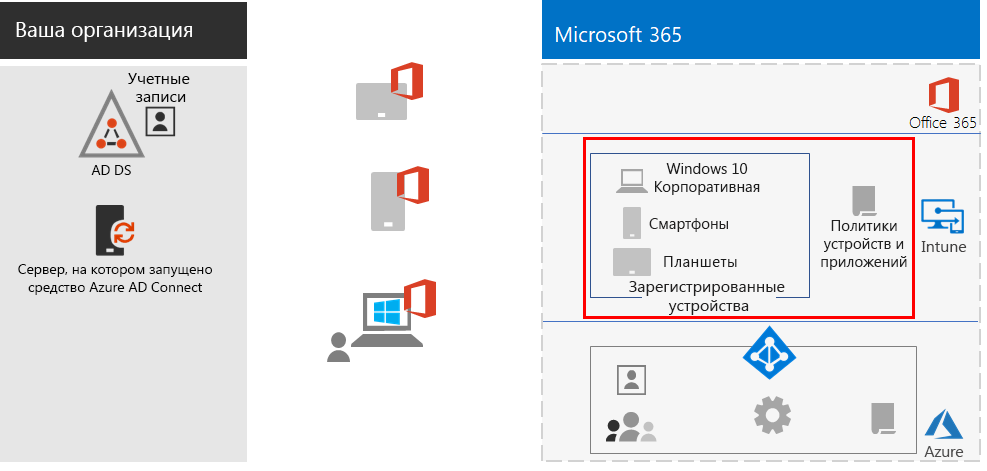 Ваша организация
Учетные
записи
AD DS
Сервер, на котором запущено
средство Azure AD Connect
Microsoft 365
Office 365
Windows 10
Корпоративная
Смартфоны
Планшеты
Зарегистрированные
устройства
Политики
устройств и
приложений
Intune
Azure